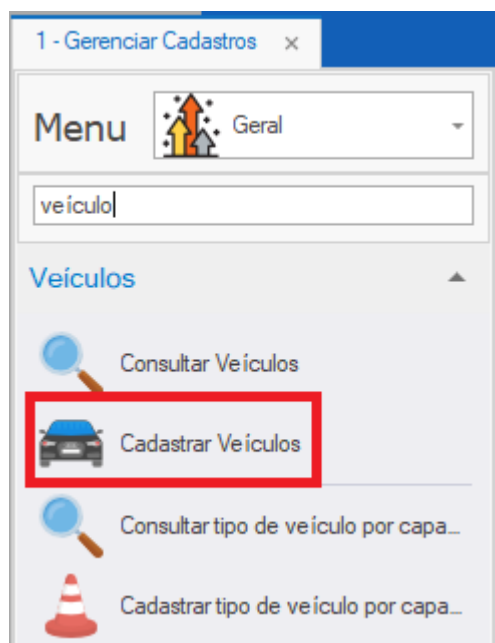 1 - Gerenciar Cadastros ×
Menu Geral
veículo
Veículos
Consultar Veiculos
Cadastrar Veículos
Consultar tipo de veículo por capa...
Cadastrar tipo de veículo por capa...